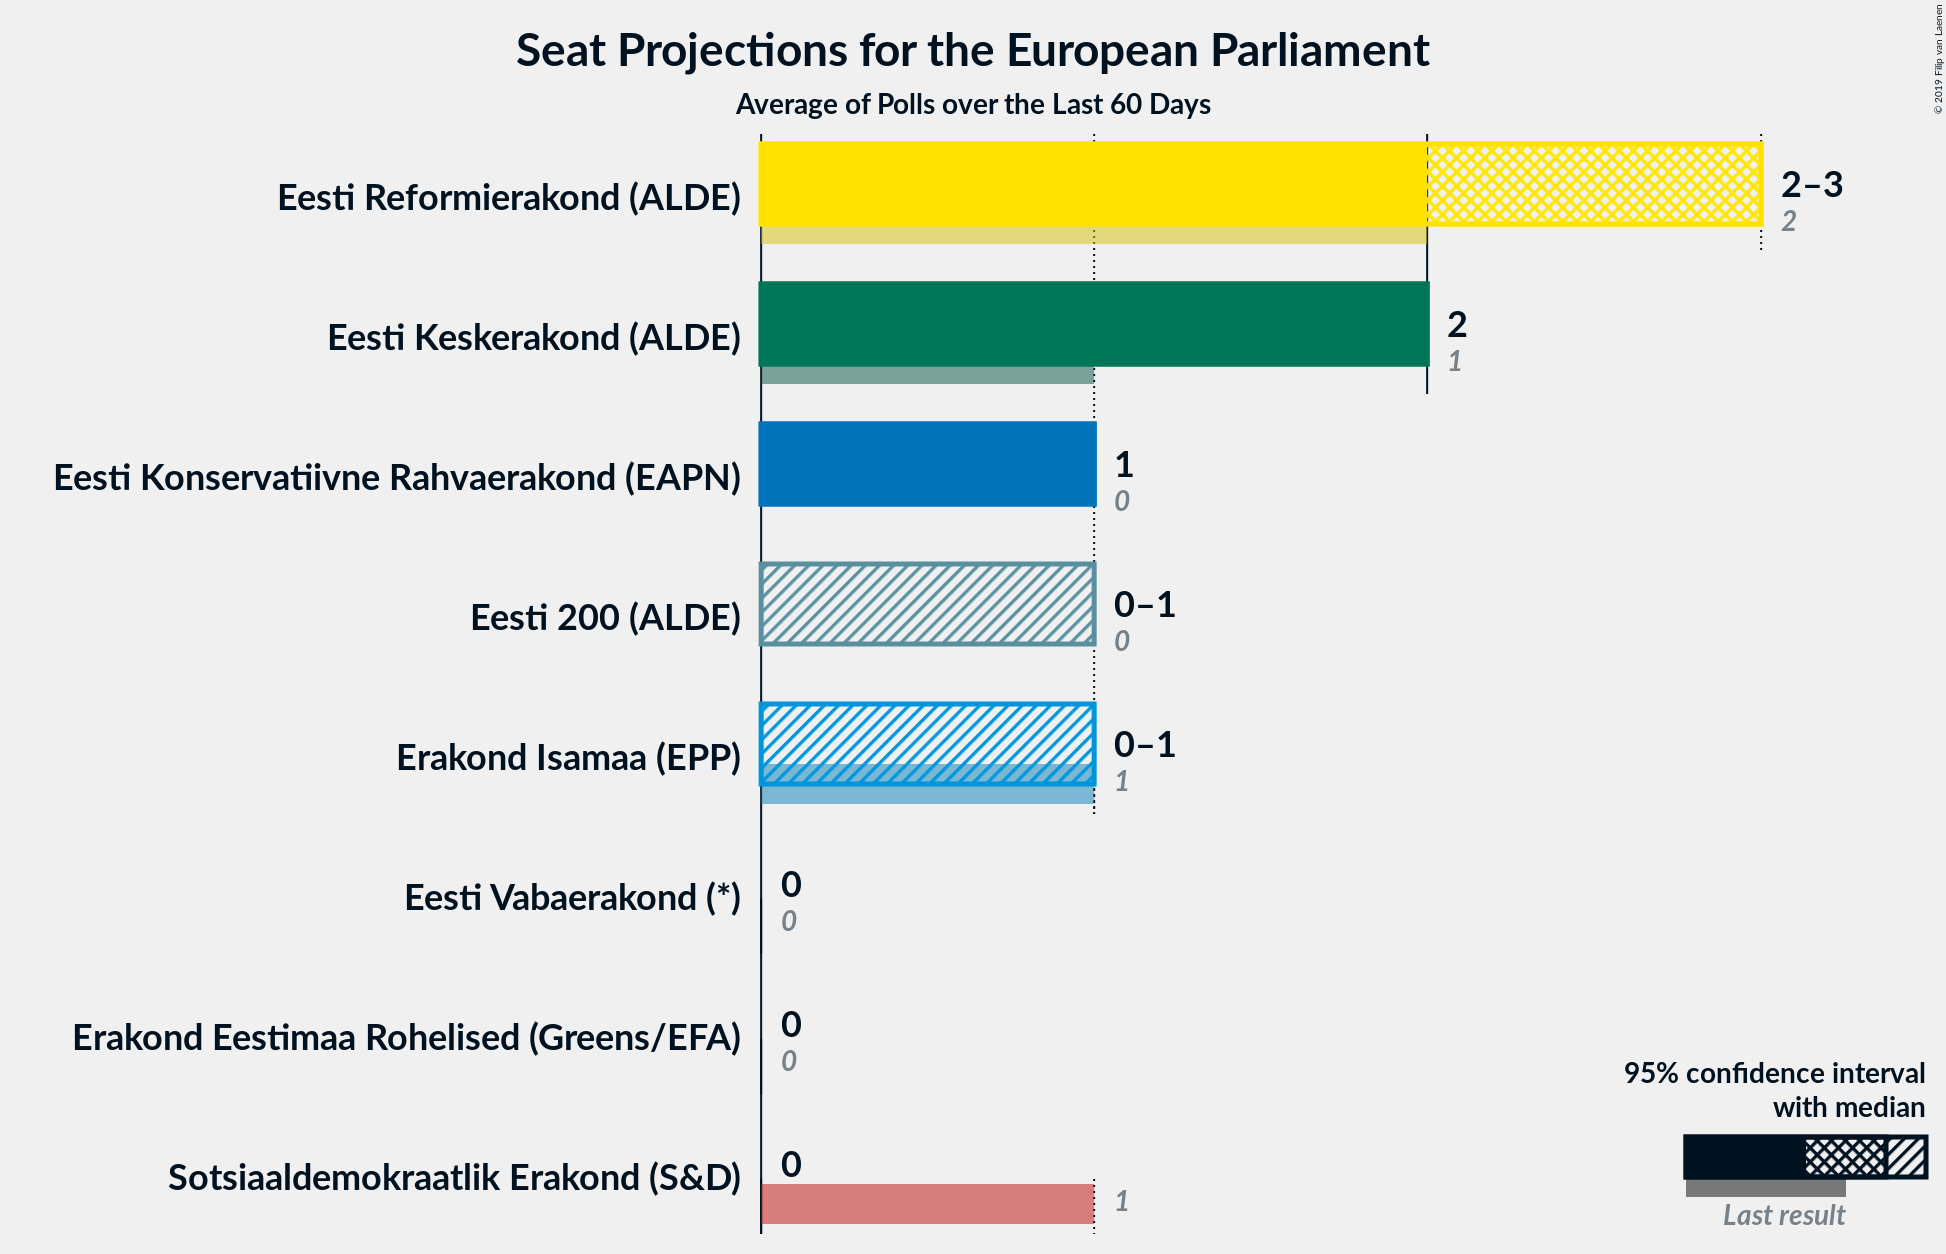 Seat Projections for the European Parliament
Average of Polls over the Last 60 Days
© 2019 Filip van Laenen
Eesti Reformierakond (ALDE)
2–3
2
Eesti Keskerakond (ALDE)
2
1
Eesti Konservatiivne Rahvaerakond (EAPN)
1
0
Eesti 200 (ALDE)
0–1
0
Erakond Isamaa (EPP)
0–1
1
Eesti Vabaerakond (*)
0
0
Erakond Eestimaa Rohelised (Greens/EFA)
0
0
Sotsiaaldemokraatlik Erakond (S&D)
0
1
95% confidence interval
with median
Last result